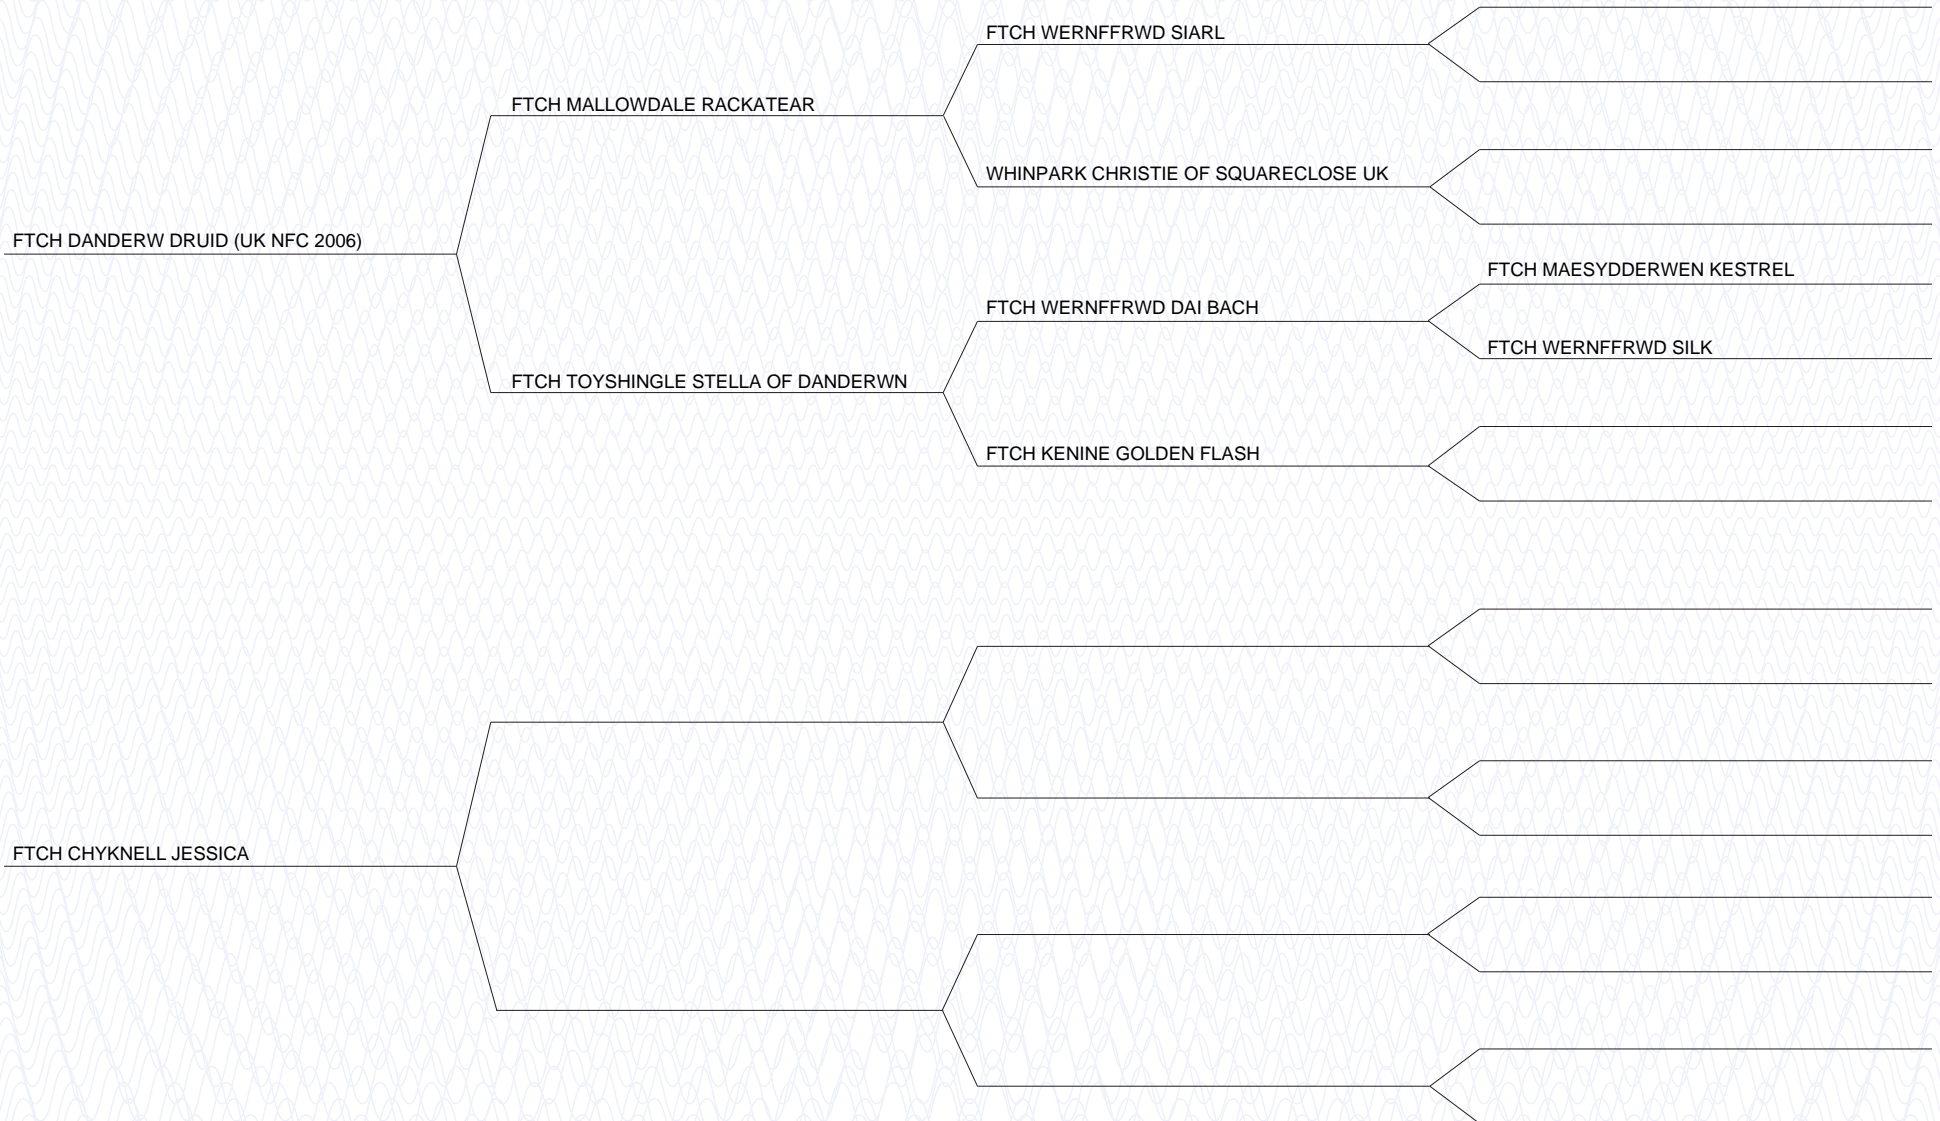 FTCH WERNFFRWD SIARL
FTCH MALLOWDALE RACKATEAR
WHINPARK CHRISTIE OF SQUARECLOSE UK
FTCH DANDERW DRUID (UK NFC 2006)
FTCH MAESYDDERWEN KESTREL
FTCH WERNFFRWD DAI BACH
FTCH WERNFFRWD SILK
FTCH TOYSHINGLE STELLA OF DANDERWN
FTCH KENINE GOLDEN FLASH
FTCH CHYKNELL JESSICA